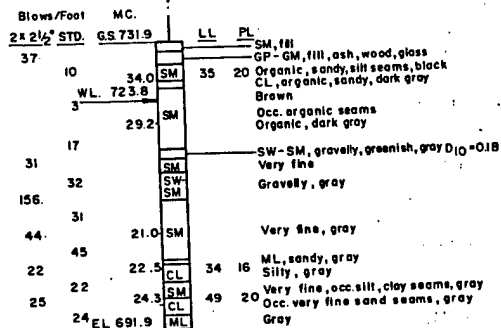 Blows/Foot MC.
2x2½" STD. G.S. 731.9 LL PL
SM, fill
37 GP-GM, fill, ash, wood, glass
10 34.0 SM 35 20 Organic, sandy, silt seams, black
CL, organic, sandy, dark gray
W.L. 723.8 Brown
3 SM Occ. organic seams
29.2 Organic, dark gray
17 SW-SM, gravelly, greenish, gray D10=0.18
31 SM Very fine
32 SW-SM Gravelly, gray
156.
31
44. 21.0 SM Very fine, gray
45 ML, sandy, gray
22 22.5 CL 34 16 Silty, gray
22 SM Very fine, occ. silt, clay seams, gray
25 24.3 CL 49 20 Occ. very fine sand seams, gray
24 EL 691.9 ML Gray